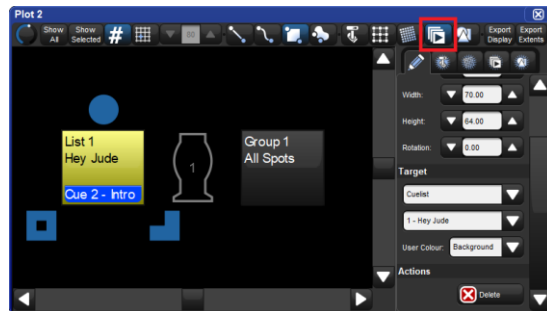 Plot 2
Show All
Show Selected
#
80
Export Display
Export Extents
Width:
70.00
Height:
64.00
Rotation:
0.00
List 1
Hey Jude
Cue 2 - Intro
1
Group 1
All Spots
Target
Cuelist
1 - Hey Jude
User Colour:
Background
Actions
Delete